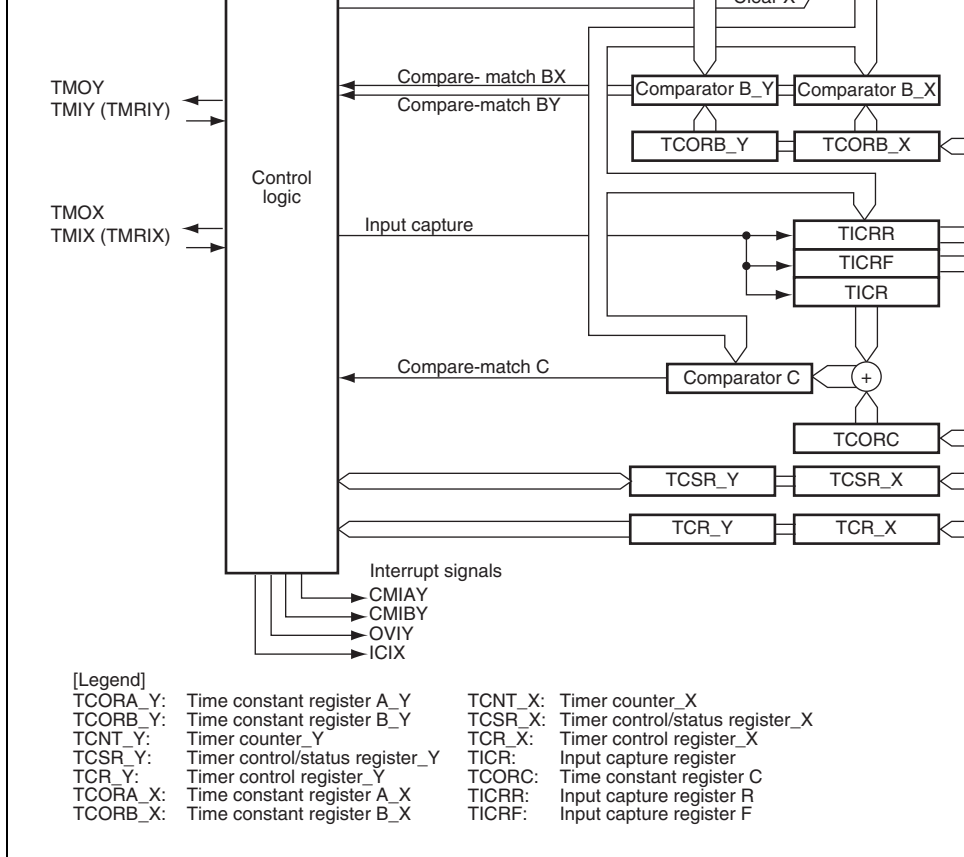 Clear X
Compare- match BX
Compare-match BY
TMOY
TMIY (TMRIY)
Comparator B_Y
Comparator B_X
TCORB_Y
TCORB_X
Control
logic
TMOX
TMIX (TMRIX)
Input capture
TICRR
TICRF
TICR
Compare-match C
Comparator C
+
TCORC
TCSR_Y
TCSR_X
TCR_Y
TCR_X
Interrupt signals
CMIAY
CMIBY
OVIY
ICIX
[Legend]
TCORA_Y: Time constant register A_Y
TCORB_Y: Time constant register B_Y
TCNT_Y: Timer counter_Y
TCSR_Y: Timer control/status register_Y
TCR_Y: Timer control register_Y
TCORA_X: Time constant register A_X
TCORB_X: Time constant register B_X
TCNT_X: Timer counter_X
TCSR_X: Timer control/status register_X
TCR_X: Timer control register_X
TICR: Input capture register
TCORC: Time constant register C
TICRR: Input capture register R
TICRF: Input capture register F